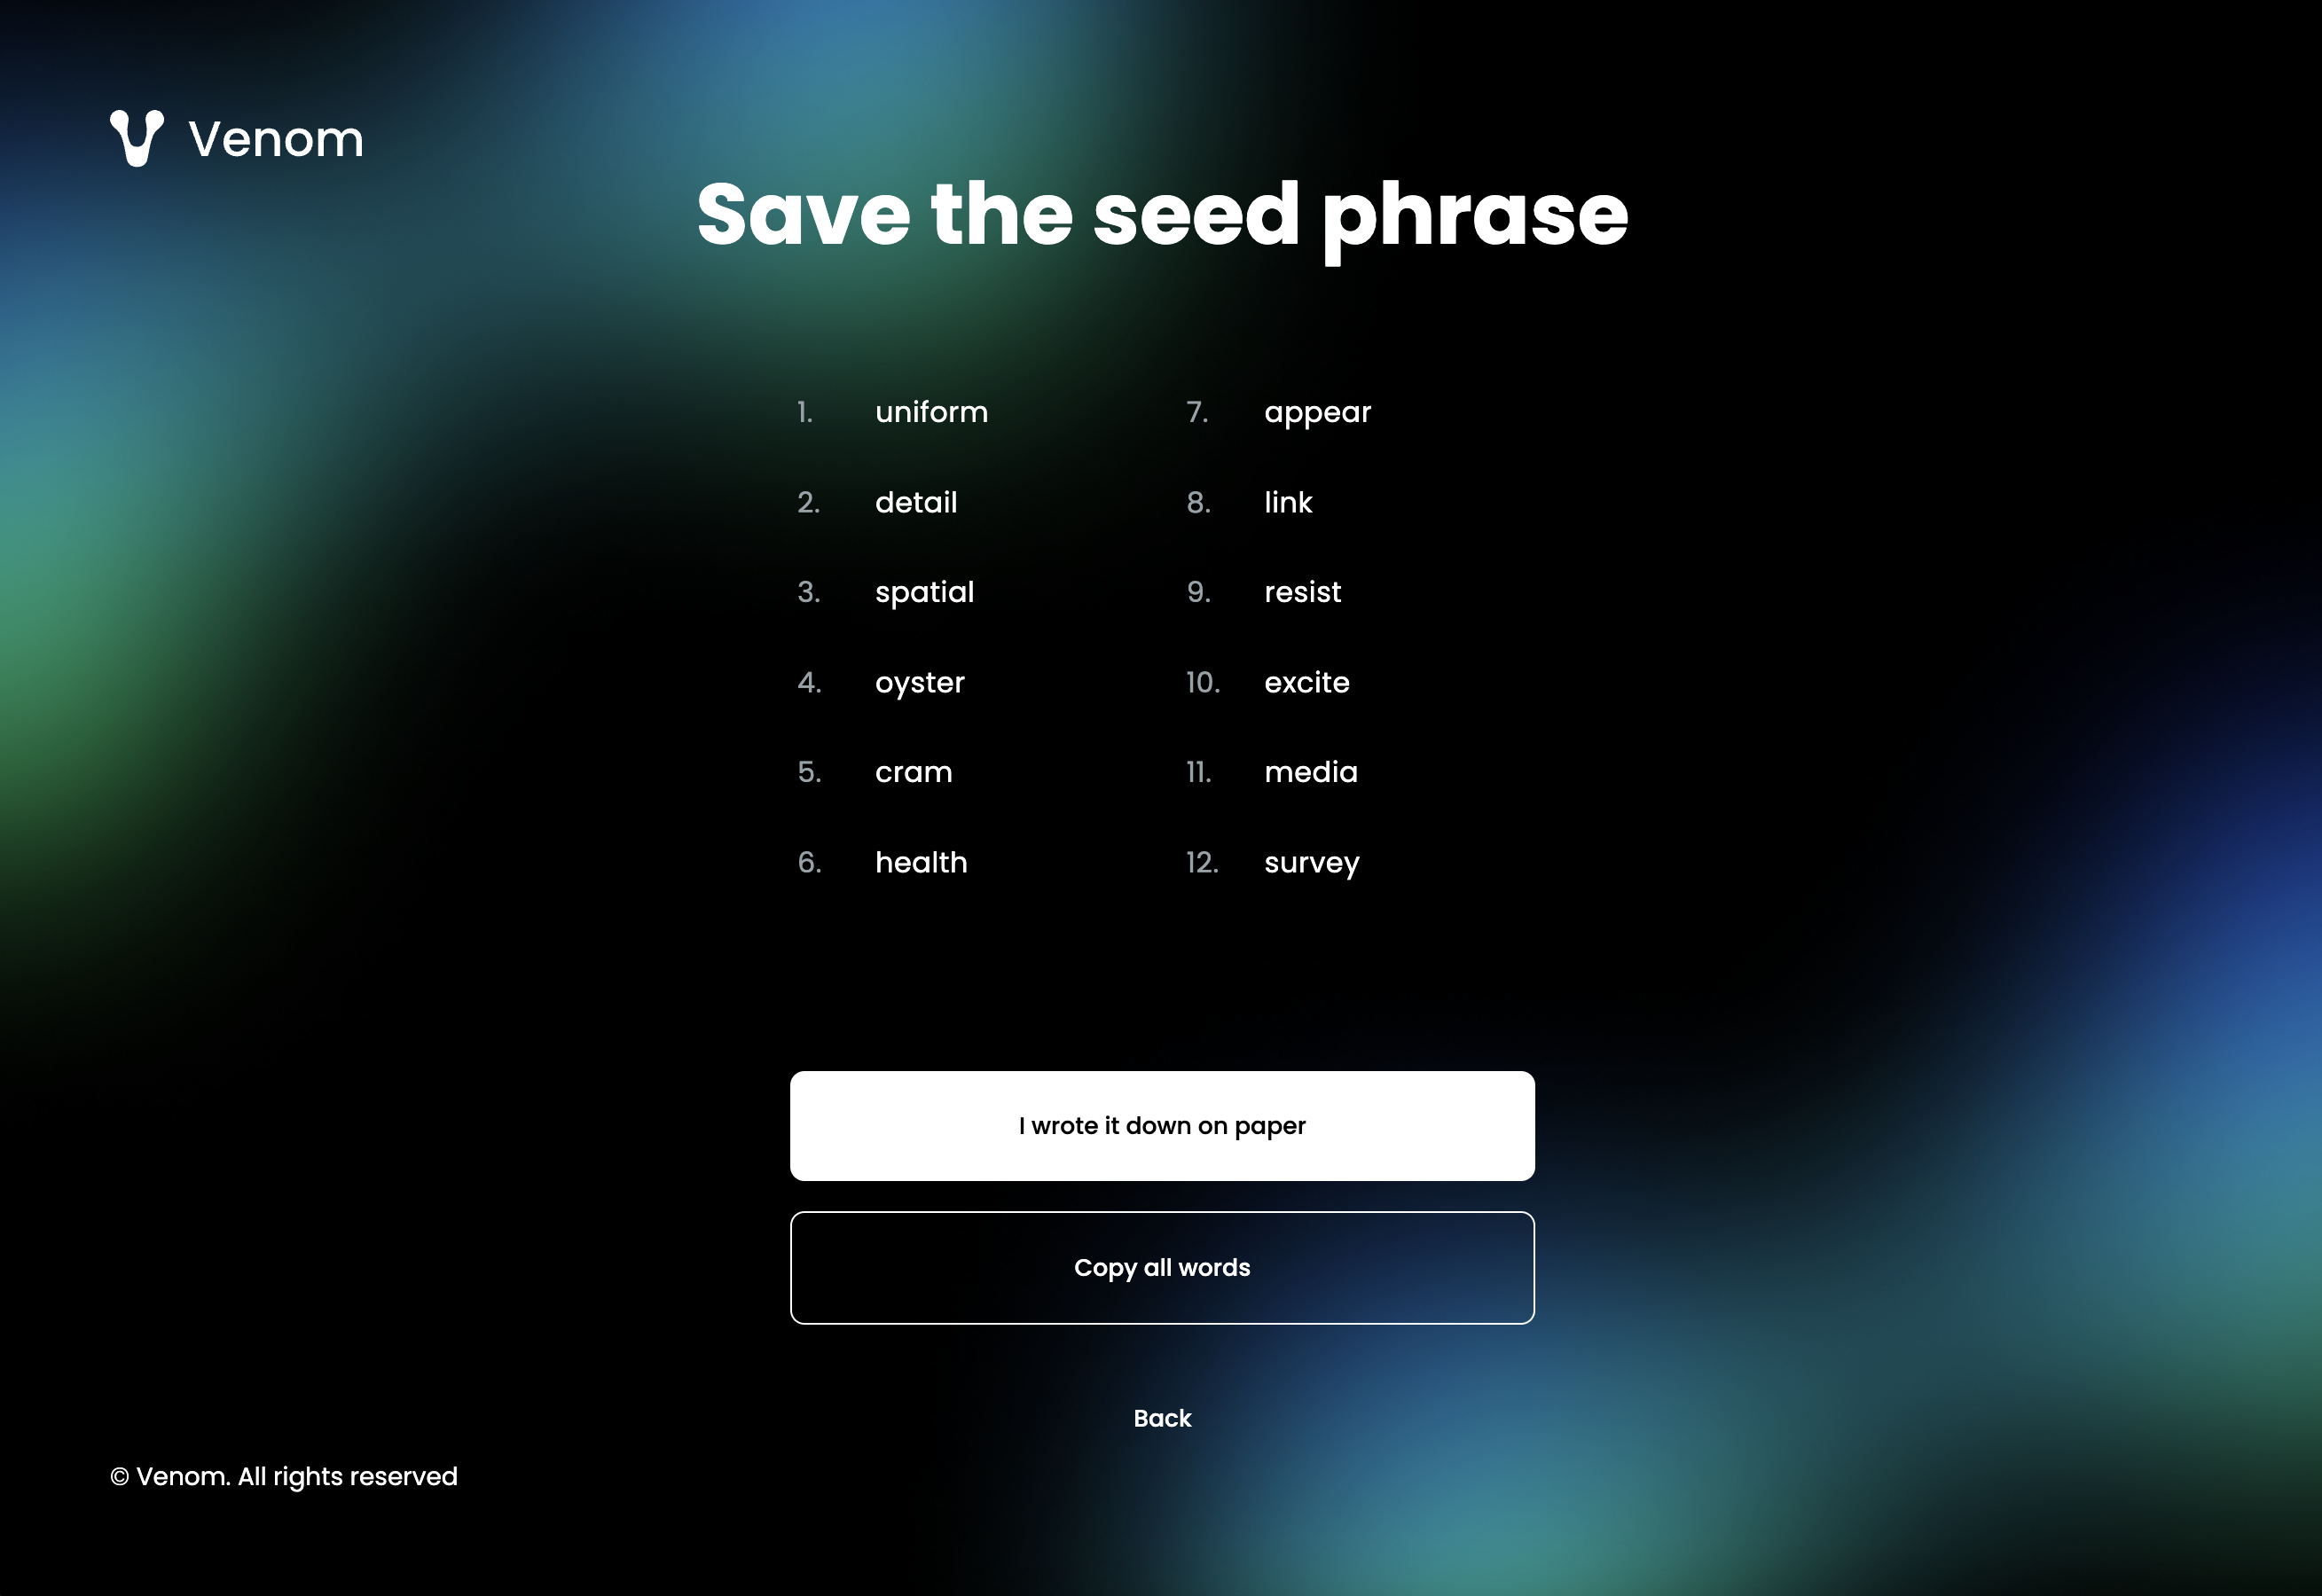 Venom
Save the seed phrase
1. uniform
2. detail
3. spatial
4. oyster
5. cram
6. health
7. appear
8. link
9. resist
10. excite
11. media
12. survey
I wrote it down on paper
Copy all words
Back
© Venom. All rights reserved